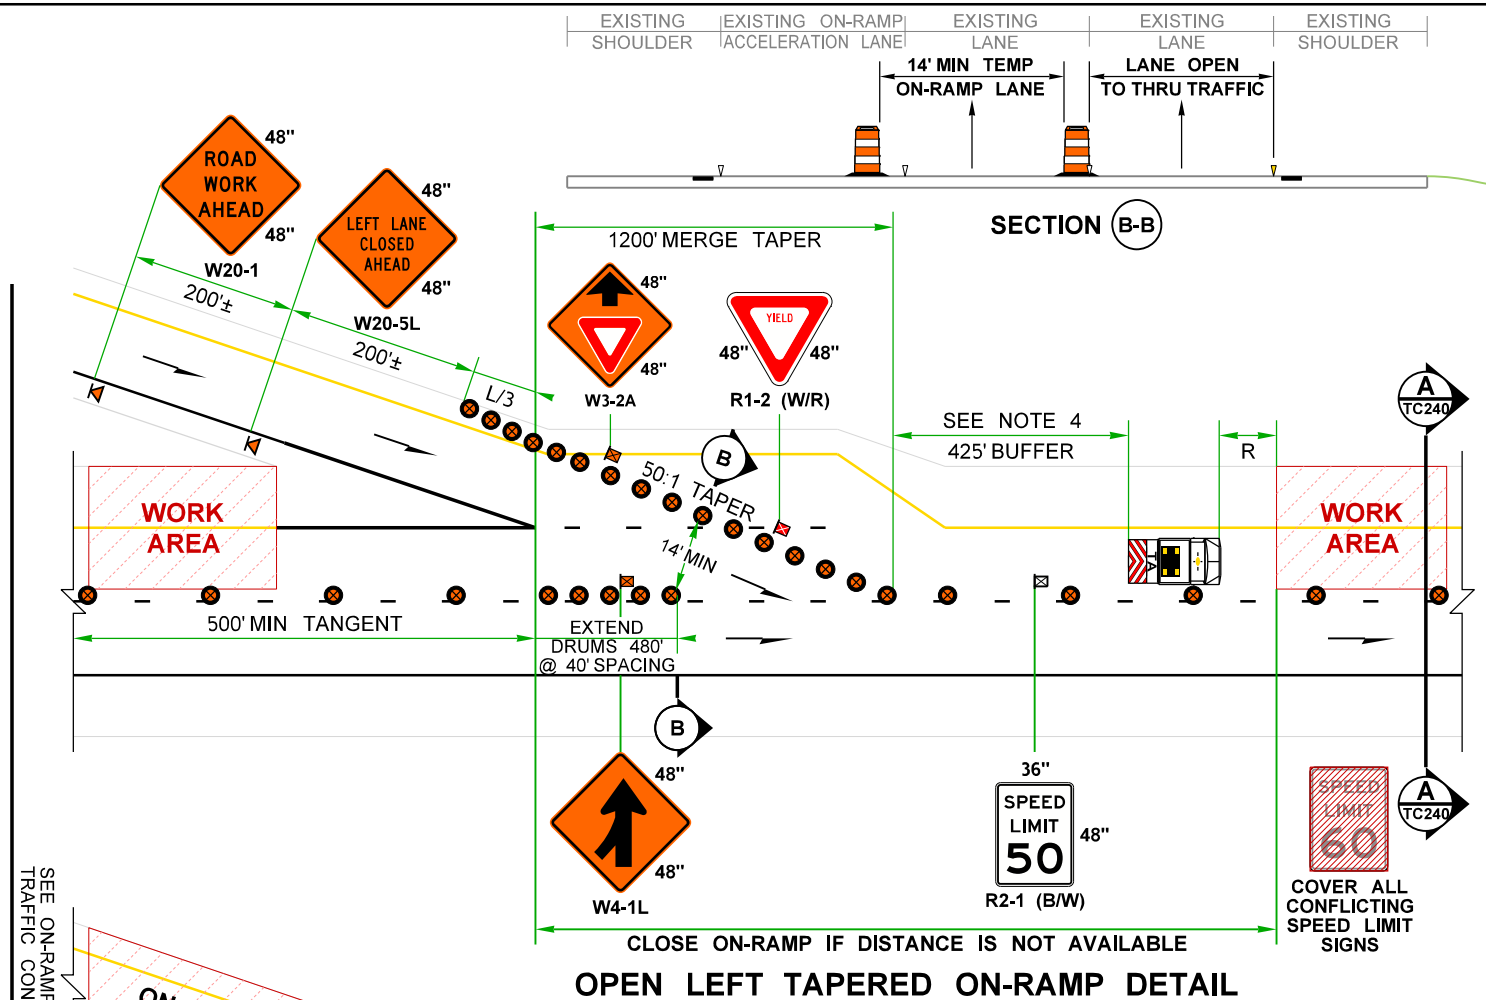 EXISTING
SHOULDER
EXISTING ON-RAMP
ACCELERATION LANE
EXISTING
LANE
EXISTING
LANE
EXISTING
SHOULDER
14' MIN TEMP
ON-RAMP LANE
LANE OPEN
TO THRU TRAFFIC
SECTION B-B
ROAD
WORK
AHEAD
48"
48"
W20-1
LEFT LANE
CLOSED
AHEAD
48"
48"
W20-5L
200'±
200'±
L/3
1200' MERGE TAPER
48"
48"
W3-2A
YIELD
48"
48"
R1-2 (W/R)
B
50:1 TAPER
14' MIN
SEE NOTE 4
425' BUFFER
R
A
TC240
WORK
AREA
WORK
AREA
TA
500' MIN TANGENT
EXTEND
DRUMS 480'
@ 40' SPACING
B
48"
48"
W4-1L
36"
SPEED
LIMIT
50
48"
R2-1 (B/W)
SPEED
LIMIT
60
COVER ALL
CONFLICTING
SPEED LIMIT
SIGNS
A
TC240
CLOSE ON-RAMP IF DISTANCE IS NOT AVAILABLE
OPEN LEFT TAPERED ON-RAMP DETAIL
SEE ON-RAMP
TRAFFIC CON
ON